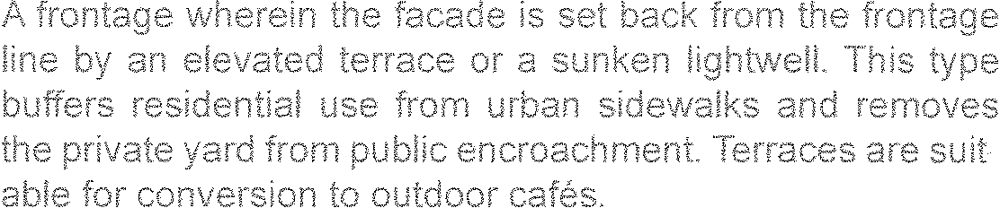 A frontage wherein the facade is set back from the frontage
line by an elevated terrace or a sunken lightwell. This type
buffers residential use from urban sidewalks and removes
the private yard from public encroachment. Terraces are suit
able for conversion to outdoor cafés.